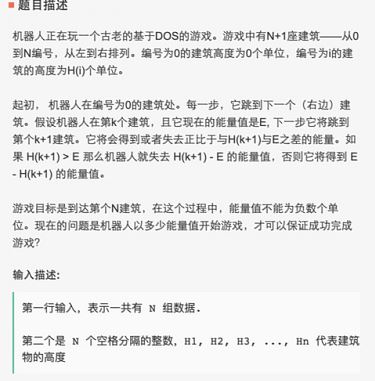 题目描述
机器人正在玩一个古老的基于DOS的游戏。游戏中有N+1座建筑——从0
到N编号，从左到右排列。编号为0的建筑高度为0个单位，编号为i的建
筑的高度为H(i)个单位。
起初， 机器人在编号为0的建筑处。每一步，它跳到下一个（右边）建
筑。假设机器人在第k个建筑，且它现在的能量值是E, 下一步它将跳到
第个k+1建筑。它将会得到或者失去正比于与H(k+1)与E之差的能量。如
果 H(k+1) > E 那么机器人就失去 H(k+1) - E 的能量值，否则它将得到 E
- H(k+1) 的能量值。
游戏目标是到达第个N建筑，在这个过程中，能量值不能为负数个单
位。现在的问题是机器人以多少能量值开始游戏，才可以保证成功完成
游戏？
输入描述:
第一行输入，表示一共有 N 组数据.
第二个是 N 个空格分隔的整数，H1, H2, H3, ..., Hn 代表建筑
物的高度